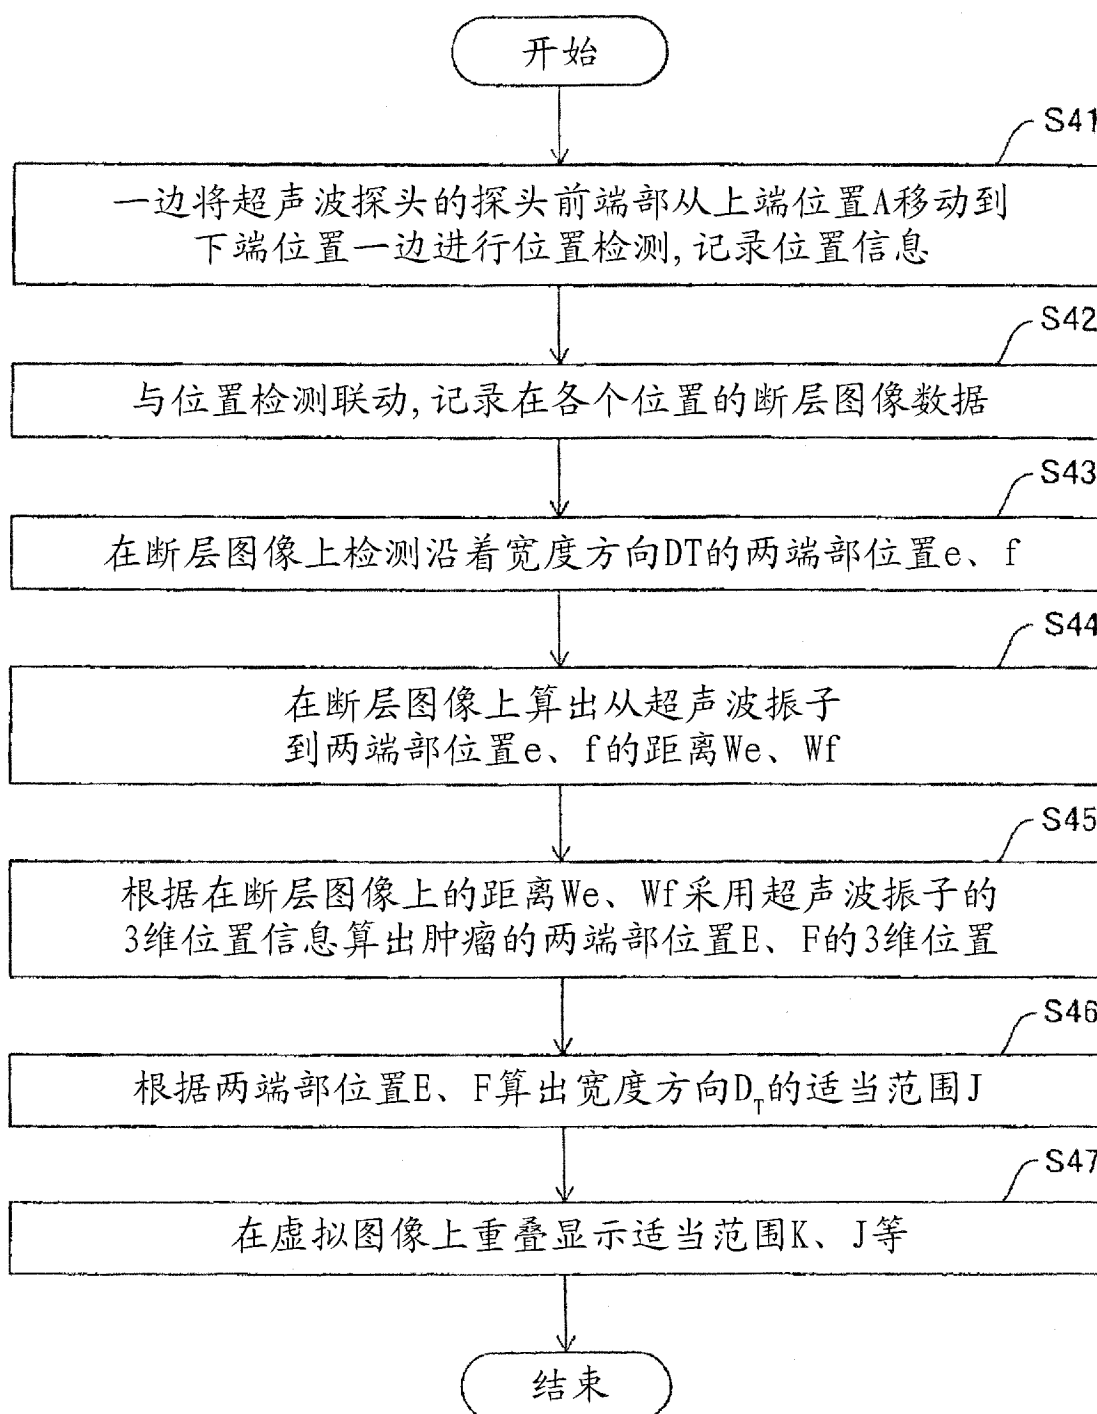 开始
S41
一边将超声波探头的探头前端部从上端位置A移动到
下端位置一边进行位置检测,记录位置信息
S42
与位置检测联动,记录在各个位置的断层图像数据
S43
在断层图像上检测沿着宽度方向DT的两端部位置e、f
S44
在断层图像上算出从超声波振子
到两端部位置e、f的距离We、Wf
S45
根据在断层图像上的距离We、Wf采用超声波振子的
3维位置信息算出肿瘤的两端部位置E、F的3维位置
S46
根据两端部位置E、F算出宽度方向D_T的适当范围J
S47
在虚拟图像上重叠显示适当范围K、J等
结束